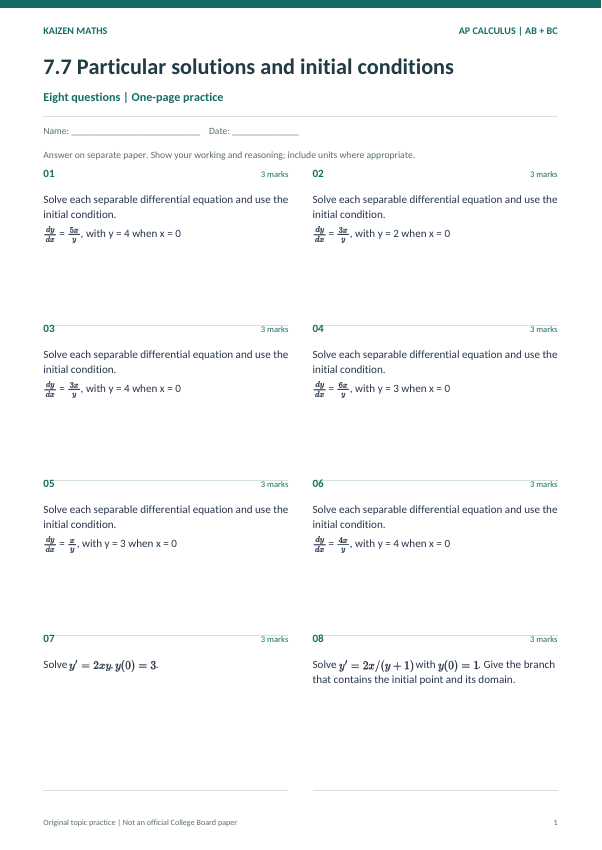 KAIZEN MATHS
AP CALCULUS | AB + BC
7.7 Particular solutions and initial conditions
Eight questions | One-page practice
Name: ______________________________ Date: ______________
Answer on separate paper. Show your working and reasoning; include units where appropriate.
01 3 marks
Solve each separable differential equation and use the
initial condition.
dy/dx = 5x/y, with y = 4 when x = 0
02 3 marks
Solve each separable differential equation and use the
initial condition.
dy/dx = 3x/y, with y = 2 when x = 0
03 3 marks
Solve each separable differential equation and use the
initial condition.
dy/dx = 3x/y, with y = 4 when x = 0
04 3 marks
Solve each separable differential equation and use the
initial condition.
dy/dx = 6x/y, with y = 3 when x = 0
05 3 marks
Solve each separable differential equation and use the
initial condition.
dy/dx = x/y, with y = 3 when x = 0
06 3 marks
Solve each separable differential equation and use the
initial condition.
dy/dx = 4x/y, with y = 4 when x = 0
07 3 marks
Solve y′ = 2xy, y(0) = 3.
08 3 marks
Solve y′ = 2x/(y + 1) with y(0) = 1. Give the branch
that contains the initial point and its domain.
Original topic practice | Not an official College Board paper
1